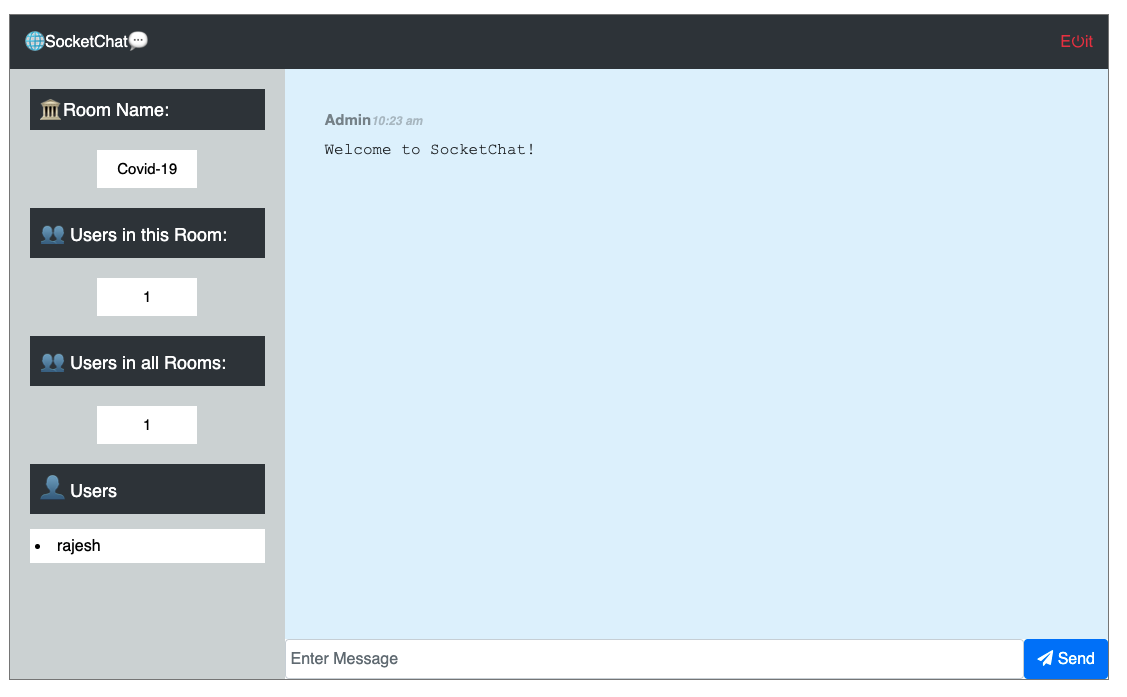 SocketChat
E⏻it
Room Name:
Covid-19
Users in this Room:
1
Users in all Rooms:
1
Users
• rajesh
Admin 10:23 am
Welcome to SocketChat!
Enter Message
Send